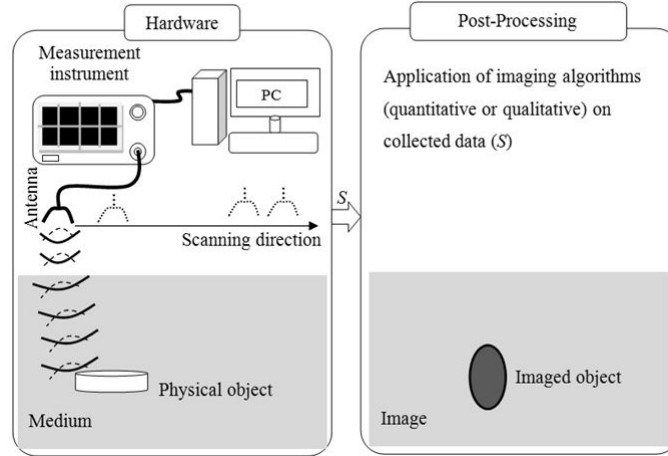 Hardware
Measurement
instrument
PC
Antenna
Scanning direction
Physical object
Medium
S
Post-Processing
Application of imaging algorithms
(quantitative or qualitative) on
collected data (S)
Imaged object
Image